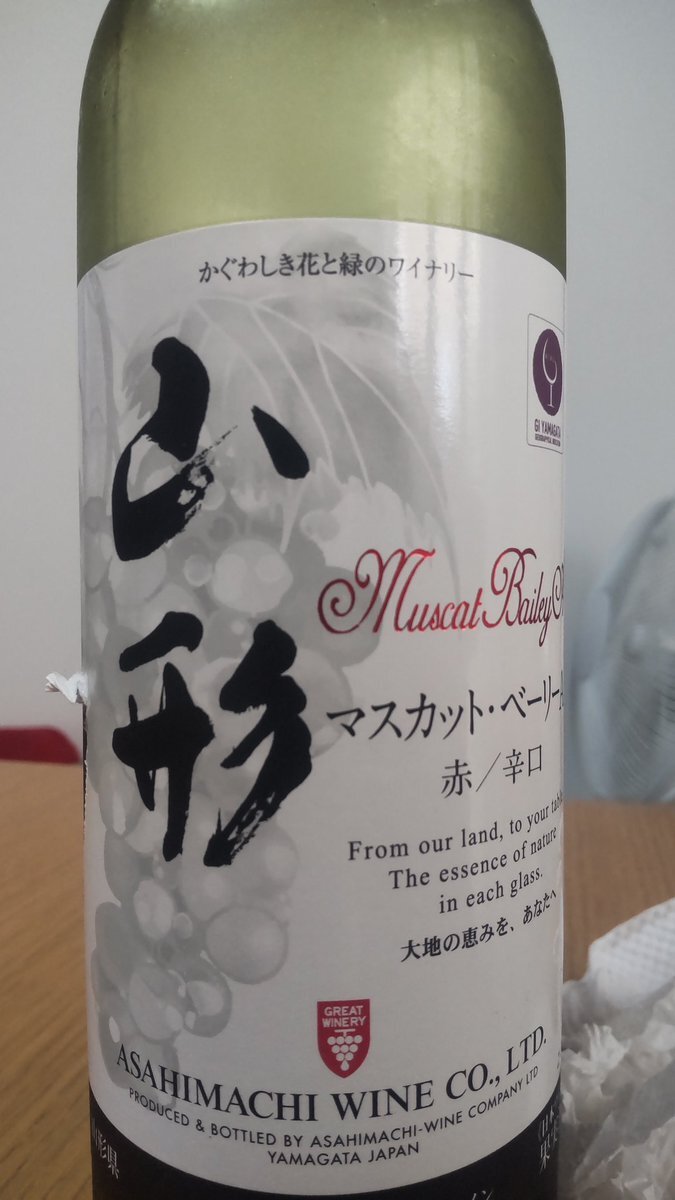 かぐわしき花と緑のワイナリー
山形
GI YAMAGATA
Muscat Bailey
マスカット・ベーリー
赤／辛口
From our land, to your table
The essence of nature
in each glass.
大地の恵みを、あなたへ
GREAT
WINERY
ASAHIMACHI WINE CO., LTD.
PRODUCED & BOTTLED BY ASAHIMACHI-WINE COMPANY LTD
YAMAGATA JAPAN